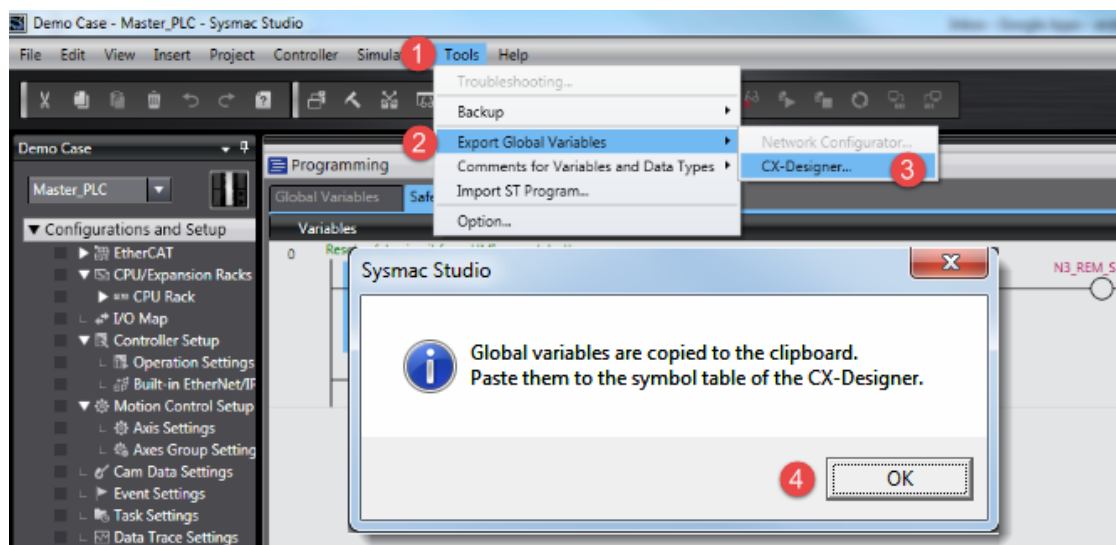 Demo Case - Master_PLC - Sysmac Studio
File Edit View Insert Project Controller Simula 1 Tools Help
Troubleshooting...
Backup
2 Export Global Variables
Network Configurator...
Comments for Variables and Data Types
CX-Designer... 3
Import ST Program...
Option...
Demo Case
Master_PLC
Programming
Global Variables Safe
Variables
Configurations and Setup
EtherCAT
CPU/Expansion Racks
CPU Rack
I/O Map
Controller Setup
Operation Settings
Built-in EtherNet/IP
Motion Control Setup
Axis Settings
Axes Group Setting
Cam Data Settings
Event Settings
Task Settings
Data Trace Settings
0
N3_REM_S
Sysmac Studio
Global variables are copied to the clipboard.
Paste them to the symbol table of the CX-Designer.
4 OK